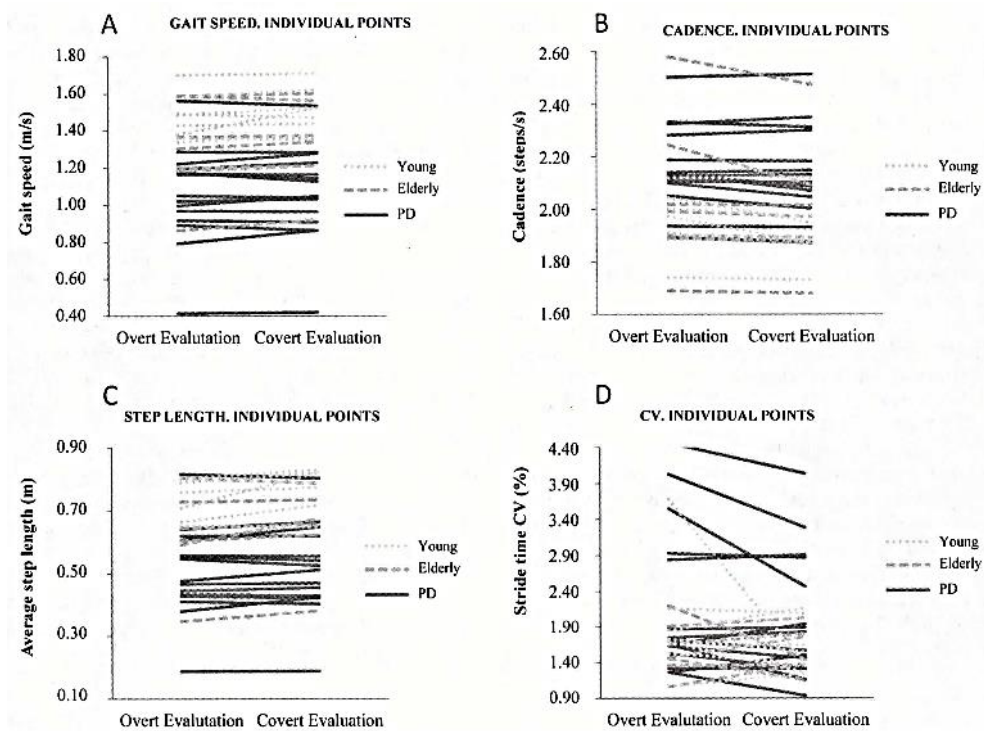 A
GAIT SPEED. INDIVIDUAL POINTS
Gait speed (m/s)
1.80
1.60
1.40
1.20
1.00
0.80
0.60
0.40
Overt Evalutation Covert Evaluation
Young
Elderly
PD
B
CADENCE. INDIVIDUAL POINTS
Cadence (steps/s)
2.60
2.40
2.20
2.00
1.80
1.60
Overt Evalutation Covert Evaluation
Young
Elderly
PD
C
STEP LENGTH. INDIVIDUAL POINTS
Average step length (m)
0.90
0.70
0.50
0.30
0.10
Overt Evalutation Covert Evaluation
Young
Elderly
PD
D
CV. INDIVIDUAL POINTS
Stride time CV (%)
4.40
3.90
3.40
2.90
2.40
1.90
1.40
0.90
Overt Evalutation Covert Evaluation
Young
Elderly
PD